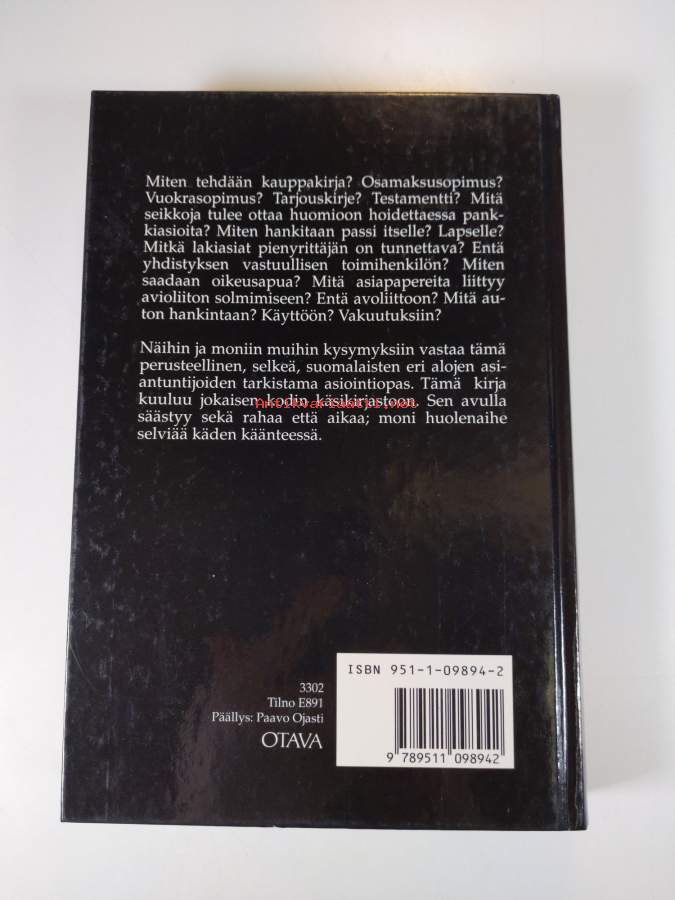 Miten tehdään kauppakirja? Osamaksusopimus?
Vuokrasopimus? Tarjouskirje? Testamentti? Mitä
seikkoja tulee ottaa huomioon hoidettaessa pank-
kiasioita? Miten hankitaan passi itselle? Lapselle?
Mitkä lakiasiat pienyrittäjän on tunnettava? Entä
yhdistyksen vastuullisen toimihenkilön? Miten
saadaan oikeusapua? Mitä asiapapereita liittyy
avioliiton solmimiseen? Entä avoliittoon? Mitä au-
ton hankintaan? Käyttöön? Vakuutuksiin?
Näihin ja moniin muihin kysymyksiin vastaa tämä
perusteellinen, selkeä, suomalaisten eri alojen asi-
antuntijoiden tarkistama asiointiopas. Tämä kirja
kuuluu jokaisen kodin käsikirjastoon. Sen avulla
Antikvariaatti.net
säästyy sekä rahaa että aikaa; moni huolenaihe
selviää käden käänteessä.
ISBN 951-1-09894-2
3302
Tilno E891
Päällys: Paavo Ojasti
OTAVA
9 789511 098942